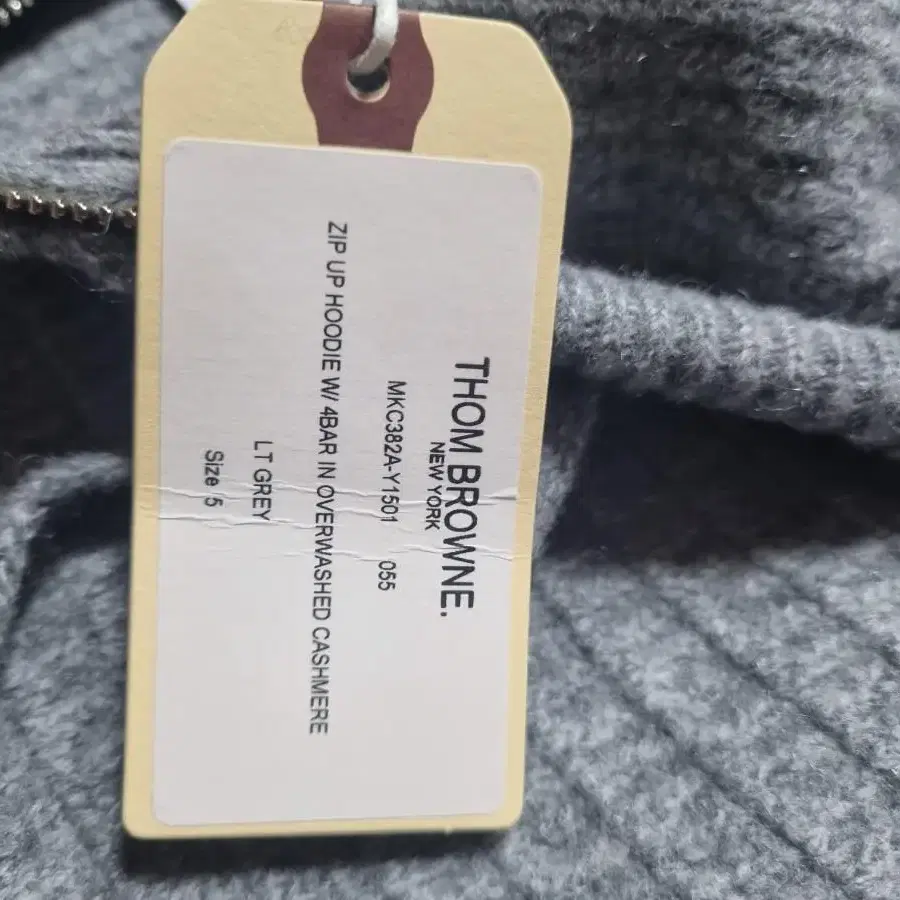 THOM BROWNE.
NEW YORK
MKC382A-Y1501 055
ZIP UP HOODIE W/ 4BAR IN OVERWASHED CASHMERE
LT GREY
Size 5